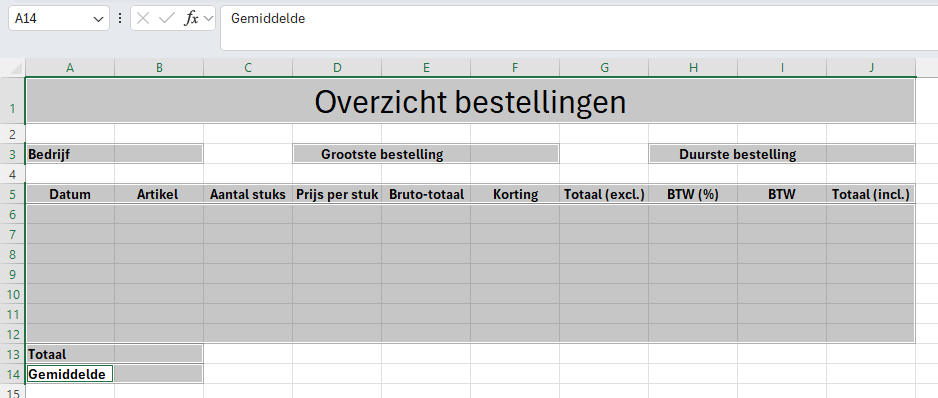 A14 fx Gemiddelde
A B C D E F G H I J
1 Overzicht bestellingen
2
3 Bedrijf Grootste bestelling Duurste bestelling
4
5 Datum Artikel Aantal stuks Prijs per stuk Bruto-totaal Korting Totaal (excl.) BTW (%) BTW Totaal (incl.)
6
7
8
9
10
11
12
13 Totaal
14 Gemiddelde
15